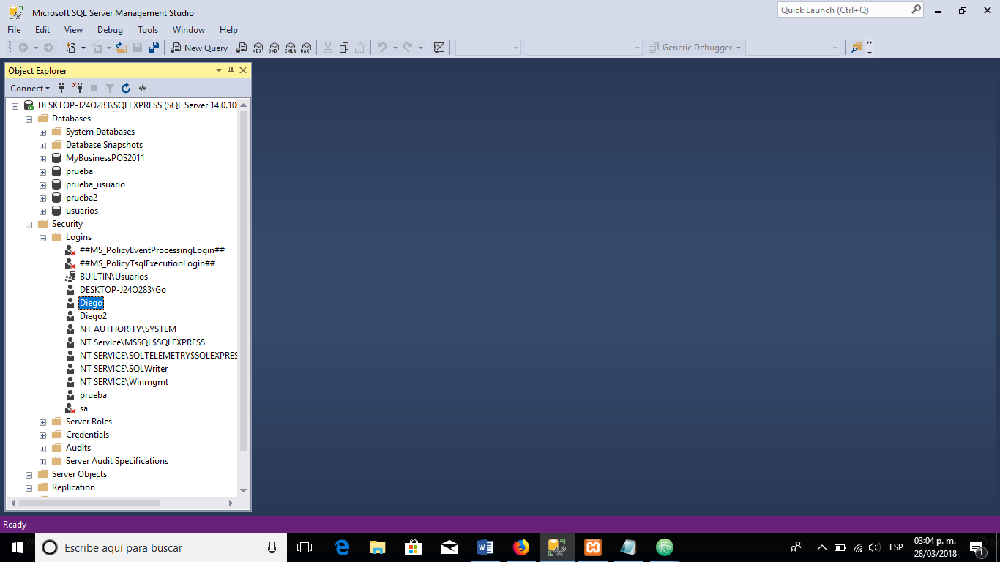 Microsoft SQL Server Management Studio
Quick Launch (Ctrl+Q)
File Edit View Debug Tools Window Help
New Query MDX DMX XMLA DAX Generic Debugger
Object Explorer
Connect
DESKTOP-J24O283\SQLEXPRESS (SQL Server 14.0.10
Databases
System Databases
Database Snapshots
MyBusinessPOS2011
prueba
prueba_usuario
prueba2
usuarios
Security
Logins
##MS_PolicyEventProcessingLogin##
##MS_PolicyTsqlExecutionLogin##
BUILTIN\Usuarios
DESKTOP-J24O283\Go
Diego
Diego2
NT AUTHORITY\SYSTEM
NT Service\MSSQL$SQLEXPRESS
NT SERVICE\SQLTELEMETRY$SQLEXPRES
NT SERVICE\SQLWriter
NT SERVICE\Winmgmt
prueba
sa
Server Roles
Credentials
Audits
Server Audit Specifications
Server Objects
Replication
Ready
Escribe aquí para buscar
ESP
03:04 p. m.
28/03/2018
1